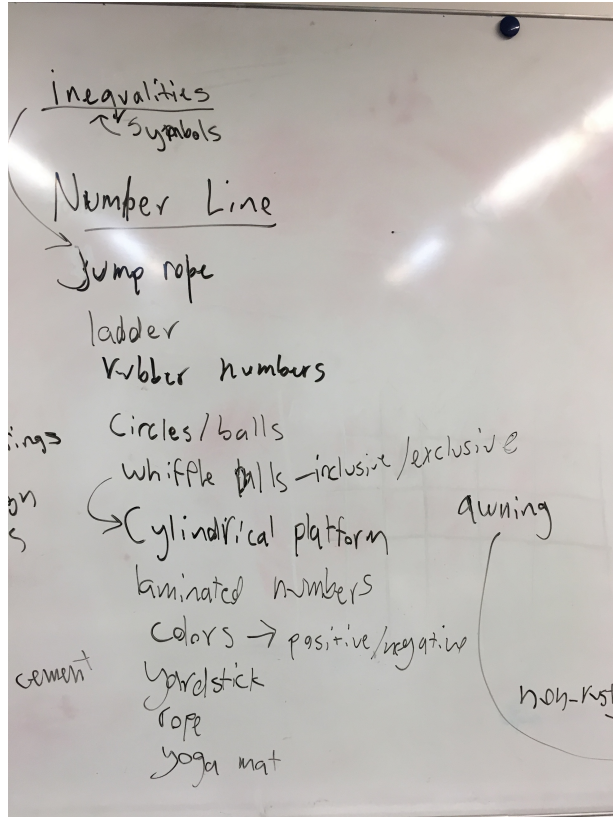 inequalities
symbols
Number Line
Jump rope
ladder
rubber numbers
Circles/balls
whiffle balls - inclusive/exclusive
Cylindrical platform
awning
laminated numbers
colors → positive/negative
cement
yardstick
rope
yoga mat